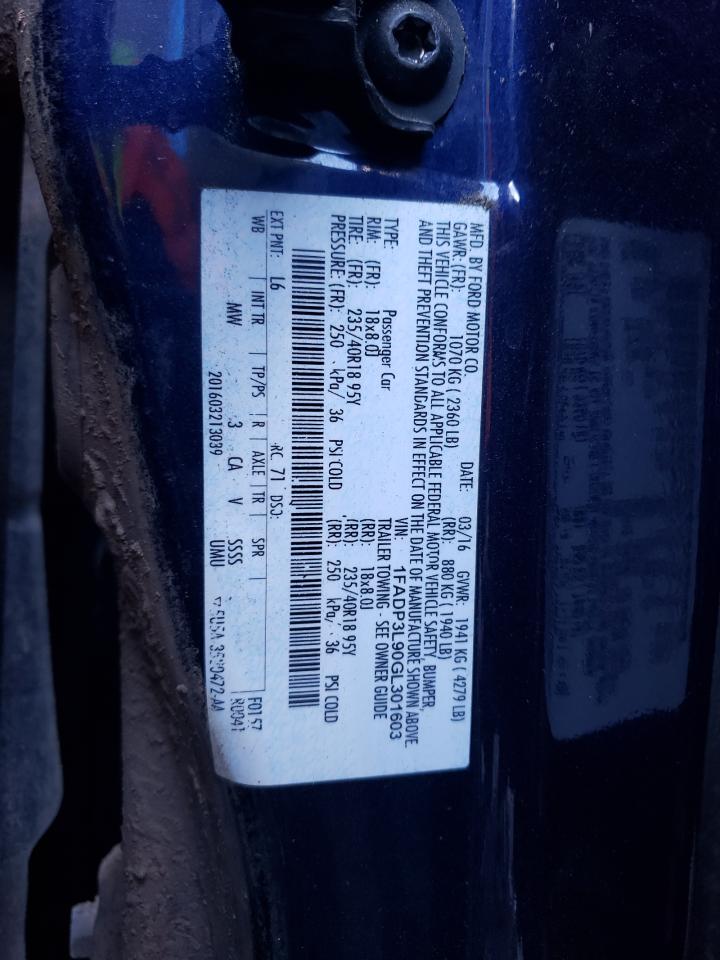 MFD. BY FORD MOTOR CO.
DATE: 03/16 GVWR: 1941 KG ( 4279 LB)
GAWR: (FR): 1070 KG ( 2360 LB) (RR): 880 KG ( 1940 LB)
THIS VEHICLE CONFORMS TO ALL APPLICABLE FEDERAL MOTOR VEHICLE SAFETY, BUMPER,
AND THEFT PREVENTION STANDARDS IN EFFECT ON THE DATE OF MANUFACTURE SHOWN ABOVE
VIN: 1FADP3L90GL301603
TYPE: Passenger Car TRAILER TOWING - SEE OWNER GUIDE
RIM: (FR): 18x8.0J (RR): 18x8.0J
TIRE: (FR): 235/40R18 95Y (RR): 235/40R18 95Y
PRESSURE (FR): 250 kPa/ 36 PSI COLD (RR): 250 kPa/ 36 PSI COLD
EXT PNT: L6 RC: 71 DSO:
WB INT TR TP/PS R AXLE TR SPR F0157
MW 3 CA V SSSS
201603213039 UMU